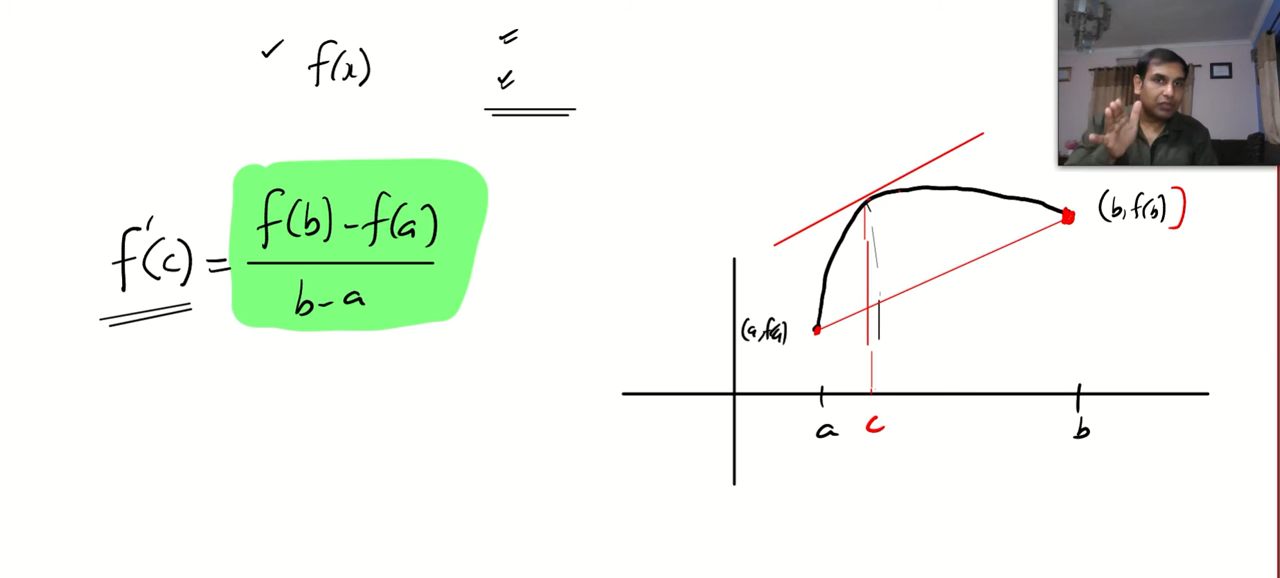 f(x)
f'(c) = f(b) - f(a)
b - a
(b, f(b))
(a, f(a))
a
c
b